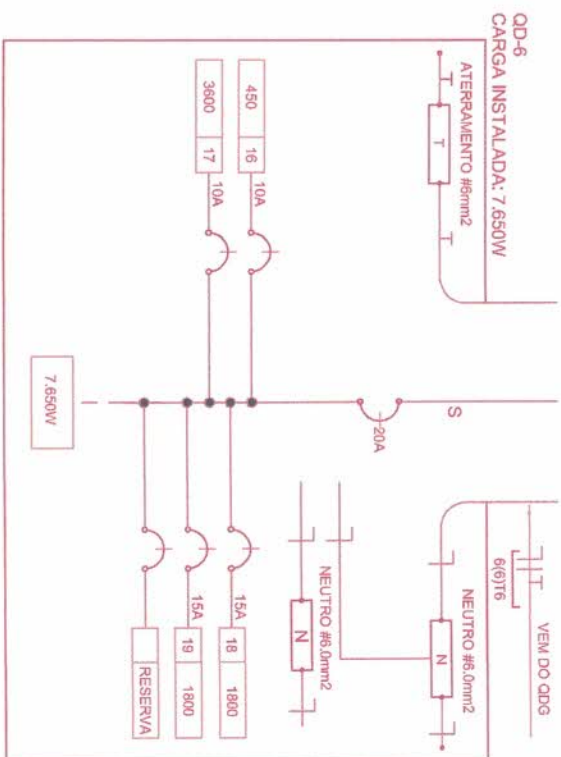 QD-6
CARGA INSTALADA: 7.650W
VEM DO QDG
6(6)T6
T
T
T
ATERRAMENTO #6mm2
NEUTRO #6.0mm2
N
S
20A
NEUTRO #6.0mm2
N
450 16 10A
15A 18 1800
3600 17 10A
15A 19 1800
RESERVA
7.650W